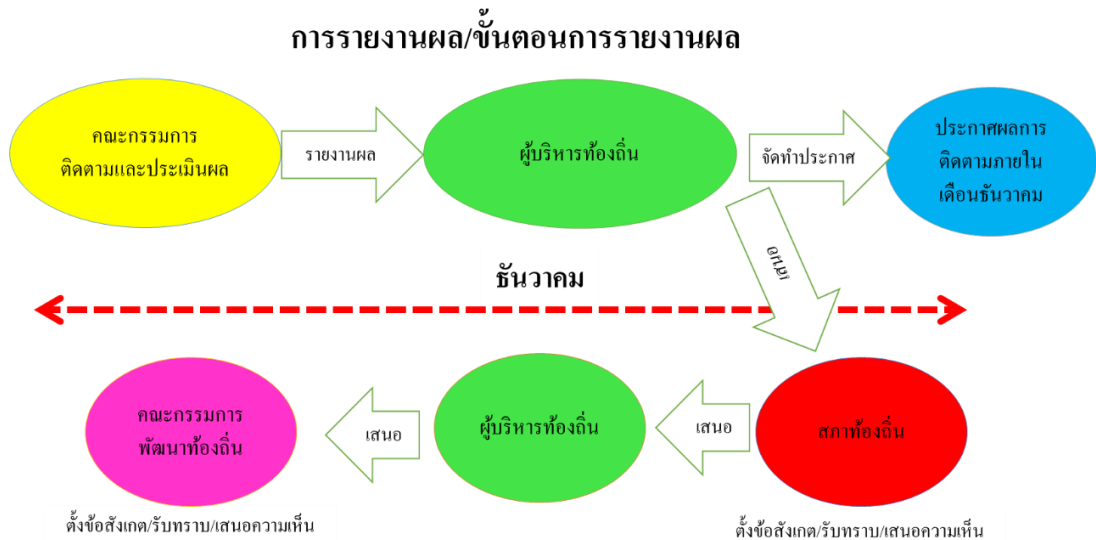 การรายงานผล/ขั้นตอนการรายงานผล
คณะกรรมการ
ติดตามและประเมินผล
รายงานผล
ผู้บริหารท้องถิ่น
จัดทำประกาศ
ประกาศผลการ
ติดตามภายใน
เดือนธันวาคม
เสนอ
ธันวาคม
คณะกรรมการ
พัฒนาท้องถิ่น
เสนอ
ผู้บริหารท้องถิ่น
เสนอ
สภาท้องถิ่น
ตั้งข้อสังเกต/รับทราบ/เสนอความเห็น
ตั้งข้อสังเกต/รับทราบ/เสนอความเห็น